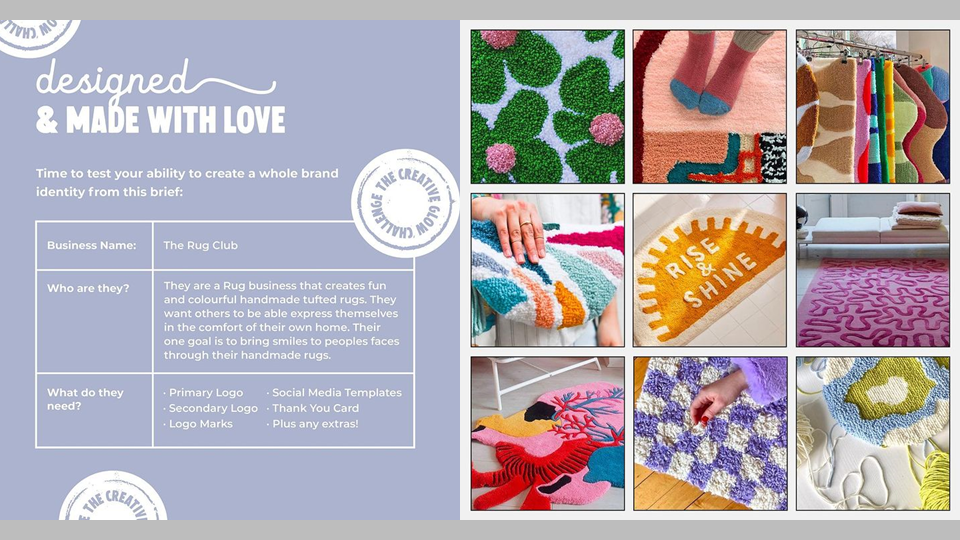 designed
& MADE WITH LOVE
Time to test your ability to create a whole brand
identity from this brief:
Business Name:
The Rug Club
Who are they?
They are a Rug business that creates fun
and colourful handmade tufted rugs. They
want others to be able express themselves
in the comfort of their own home. Their
one goal is to bring smiles to peoples faces
through their handmade rugs.
What do they
need?
· Primary Logo
· Secondary Logo
· Logo Marks
· Social Media Templates
· Thank You Card
· Plus any extras!
THE CREATIVE GLOW CHALLENGE
GLOW CHALL
THE CREATIVE
RISE
&
SHINE